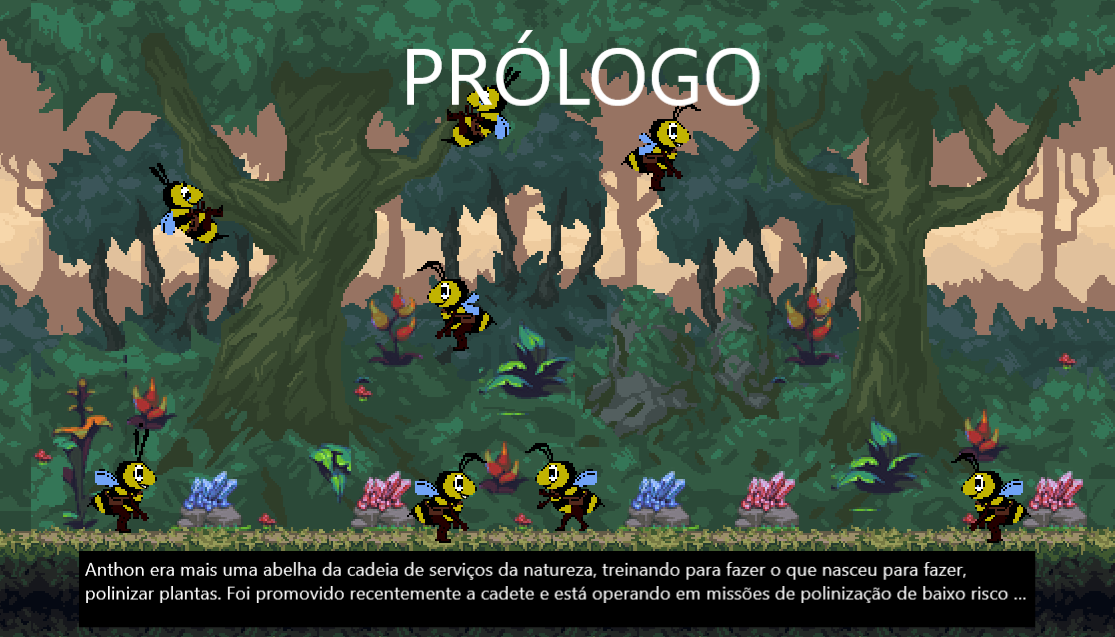 PRÓLOGO
Anthon era mais uma abelha da cadeia de serviços da natureza, treinando para fazer o que nasceu para fazer,
polinizar plantas. Foi promovido recentemente a cadete e está operando em missões de polinização de baixo risco ...